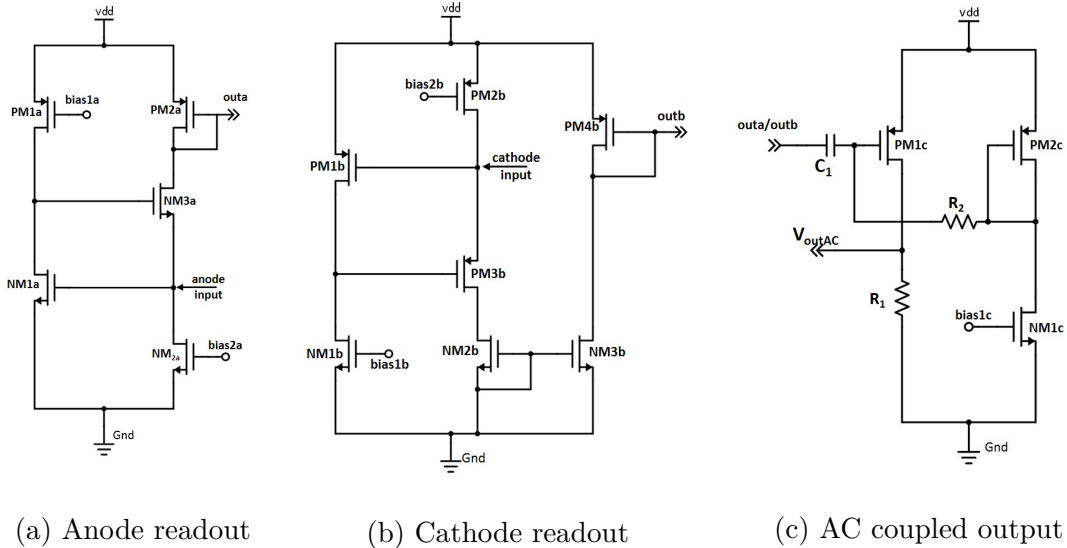 vdd
bias1a
PM1a
PM2a
outa
NM3a
NM1a
anode
input
NM2a
bias2a
Gnd
(a) Anode readout
vdd
bias2b
PM2b
PM4b
outb
PM1b
cathode
input
PM3b
NM1b
bias1b
NM2b
NM3b
Gnd
(b) Cathode readout
vdd
outa/outb
C1
PM1c
PM2c
R2
VoutAC
R1
bias1c
NM1c
Gnd
(c) AC coupled output